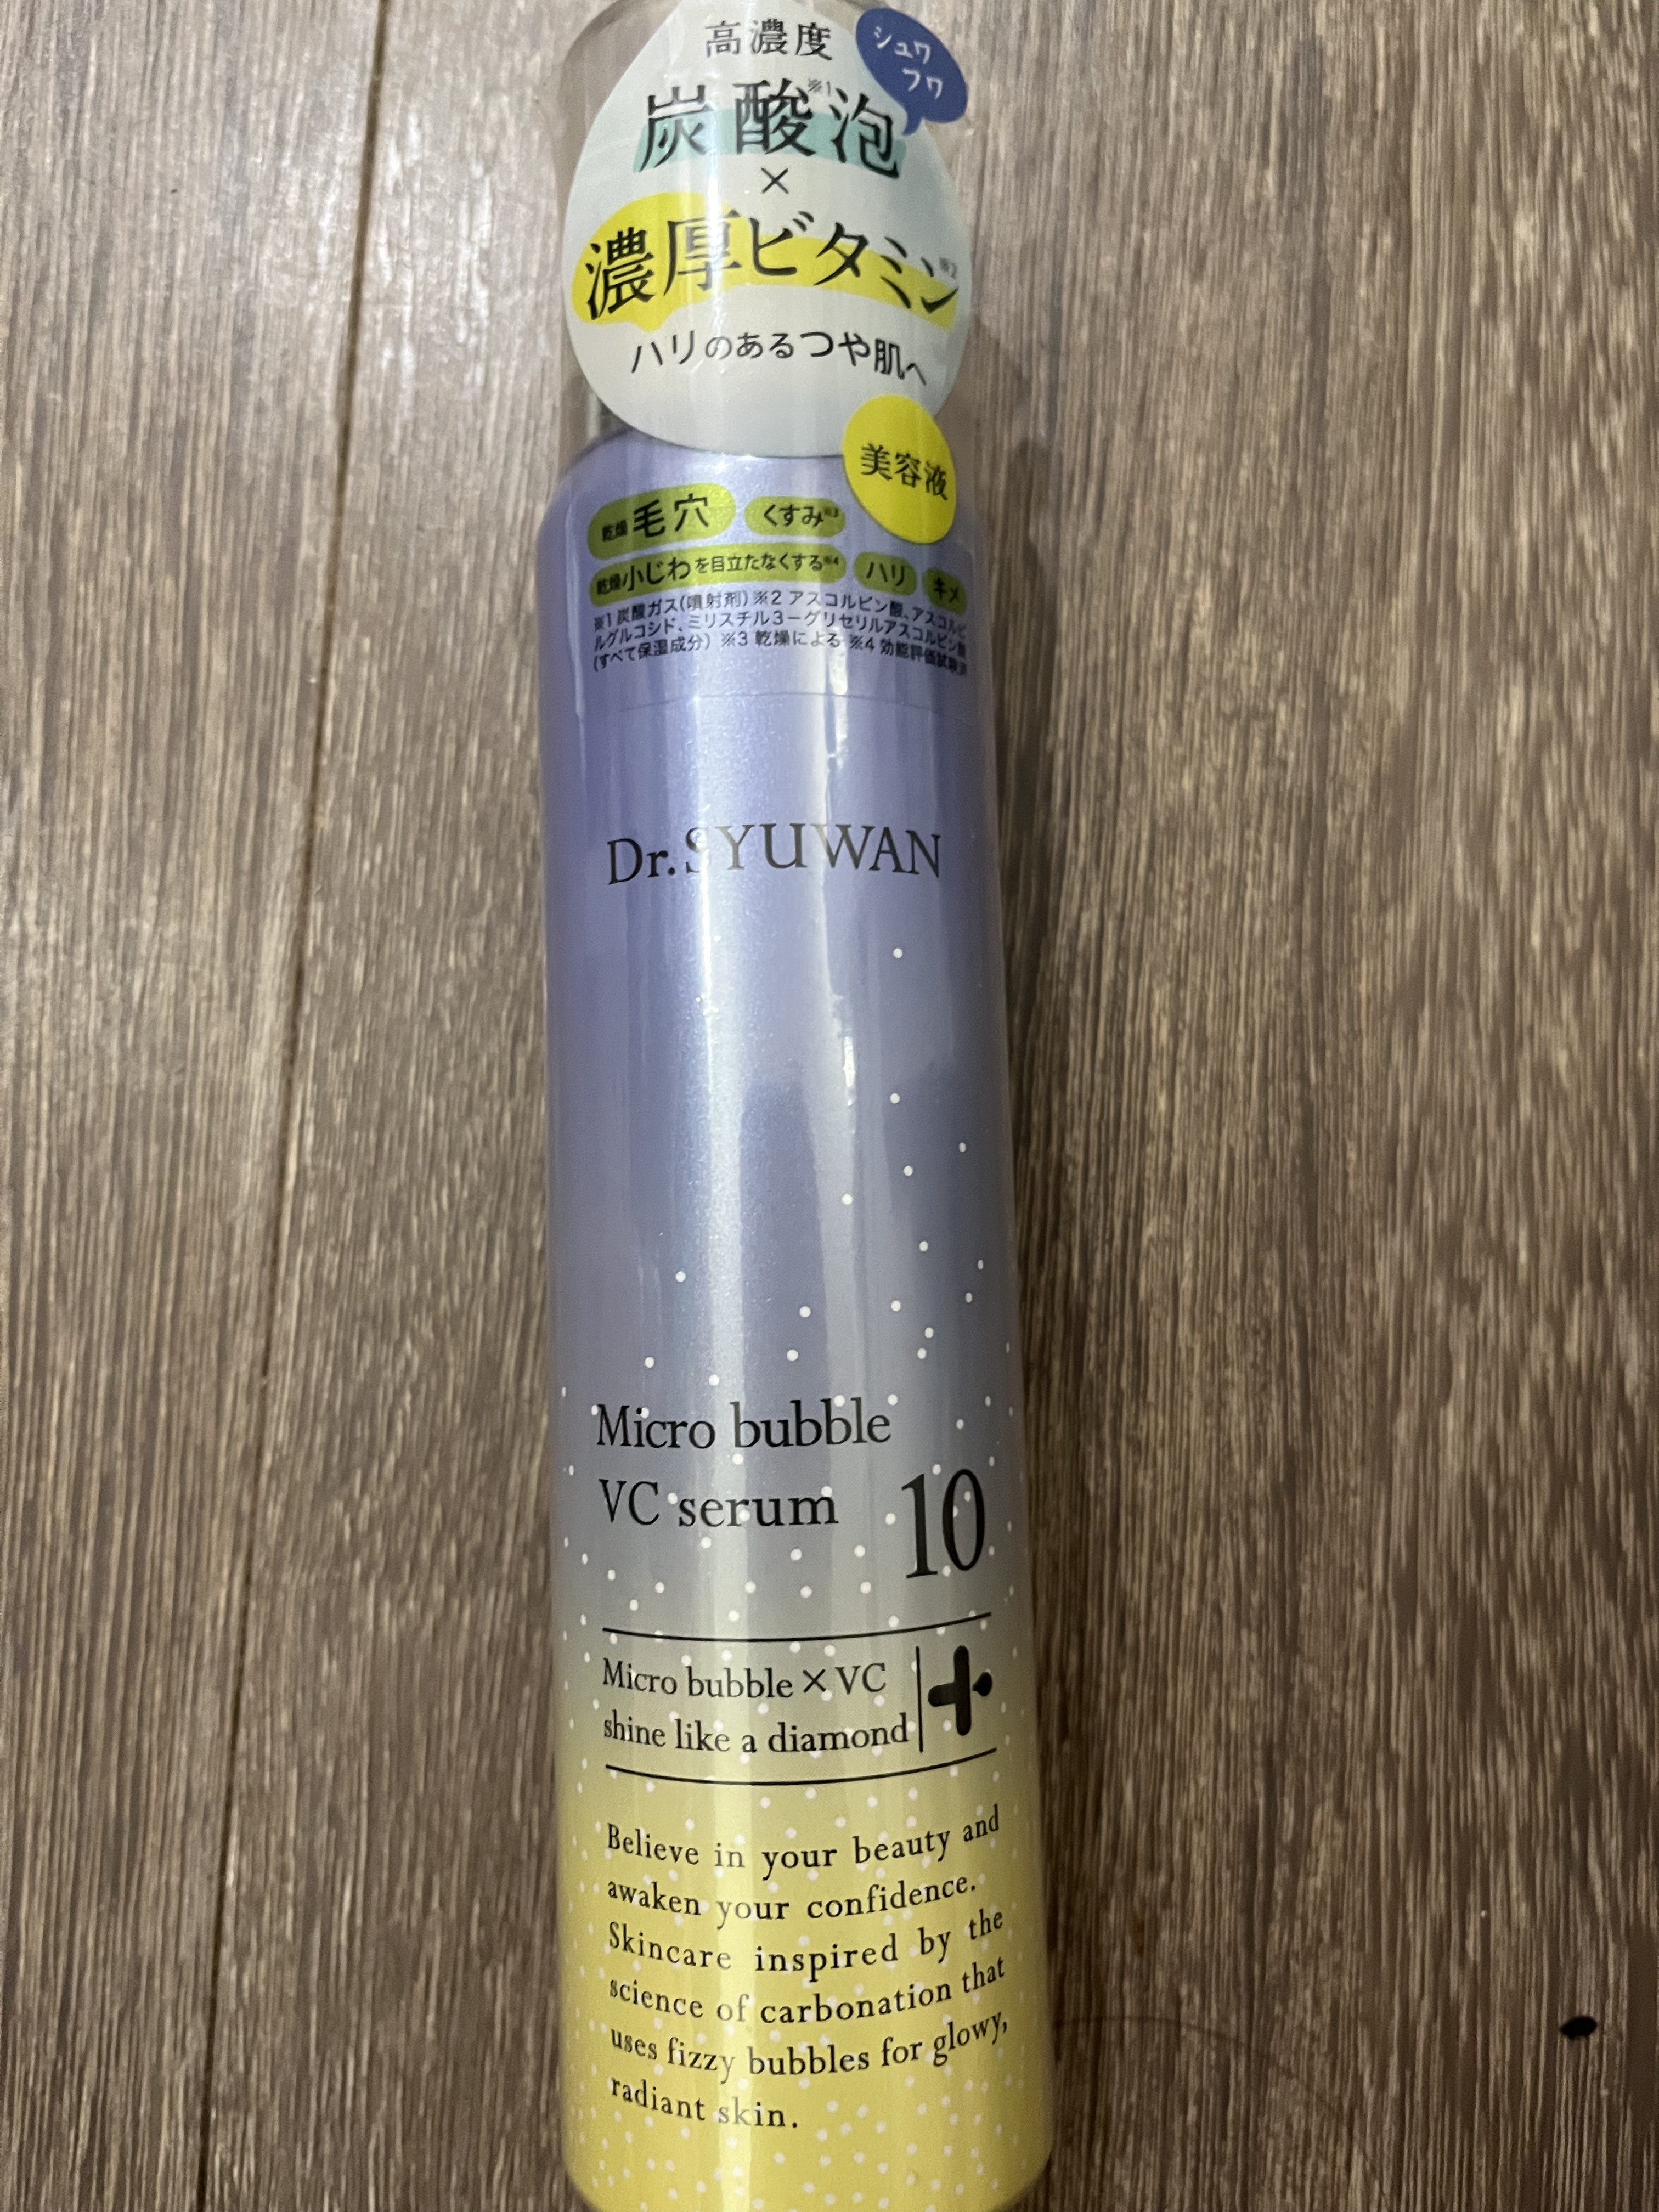 高濃度
シュワ
フワ
炭酸泡※1
×
濃厚ビタミン※2
ハリのあるつや肌へ
美容液
乾燥毛穴 くすみ※3
乾燥小じわを目立たなくする※4 ハリ キメ
※1 炭酸ガス(噴射剤) ※2 アスコルビン酸、アスコルビ
ルグルコシド、ミリスチル3-グリセリルアスコルビン酸
(すべて保湿成分) ※3 乾燥による ※4 効能評価試験済
Dr.SYUWAN
Micro bubble
VC serum 10
Micro bubble × VC
shine like a diamond
Believe in your beauty and
awaken your confidence.
Skincare inspired by the
science of carbonation that
uses fizzy bubbles for glowy,
radiant skin.